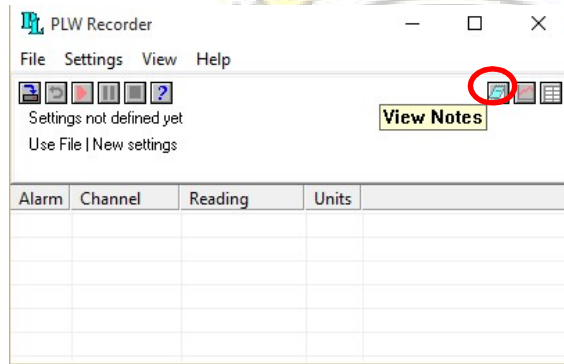 PLW Recorder
File Settings View Help
?
Settings not defined yet
View Notes
Use File | New settings
Alarm Channel Reading Units